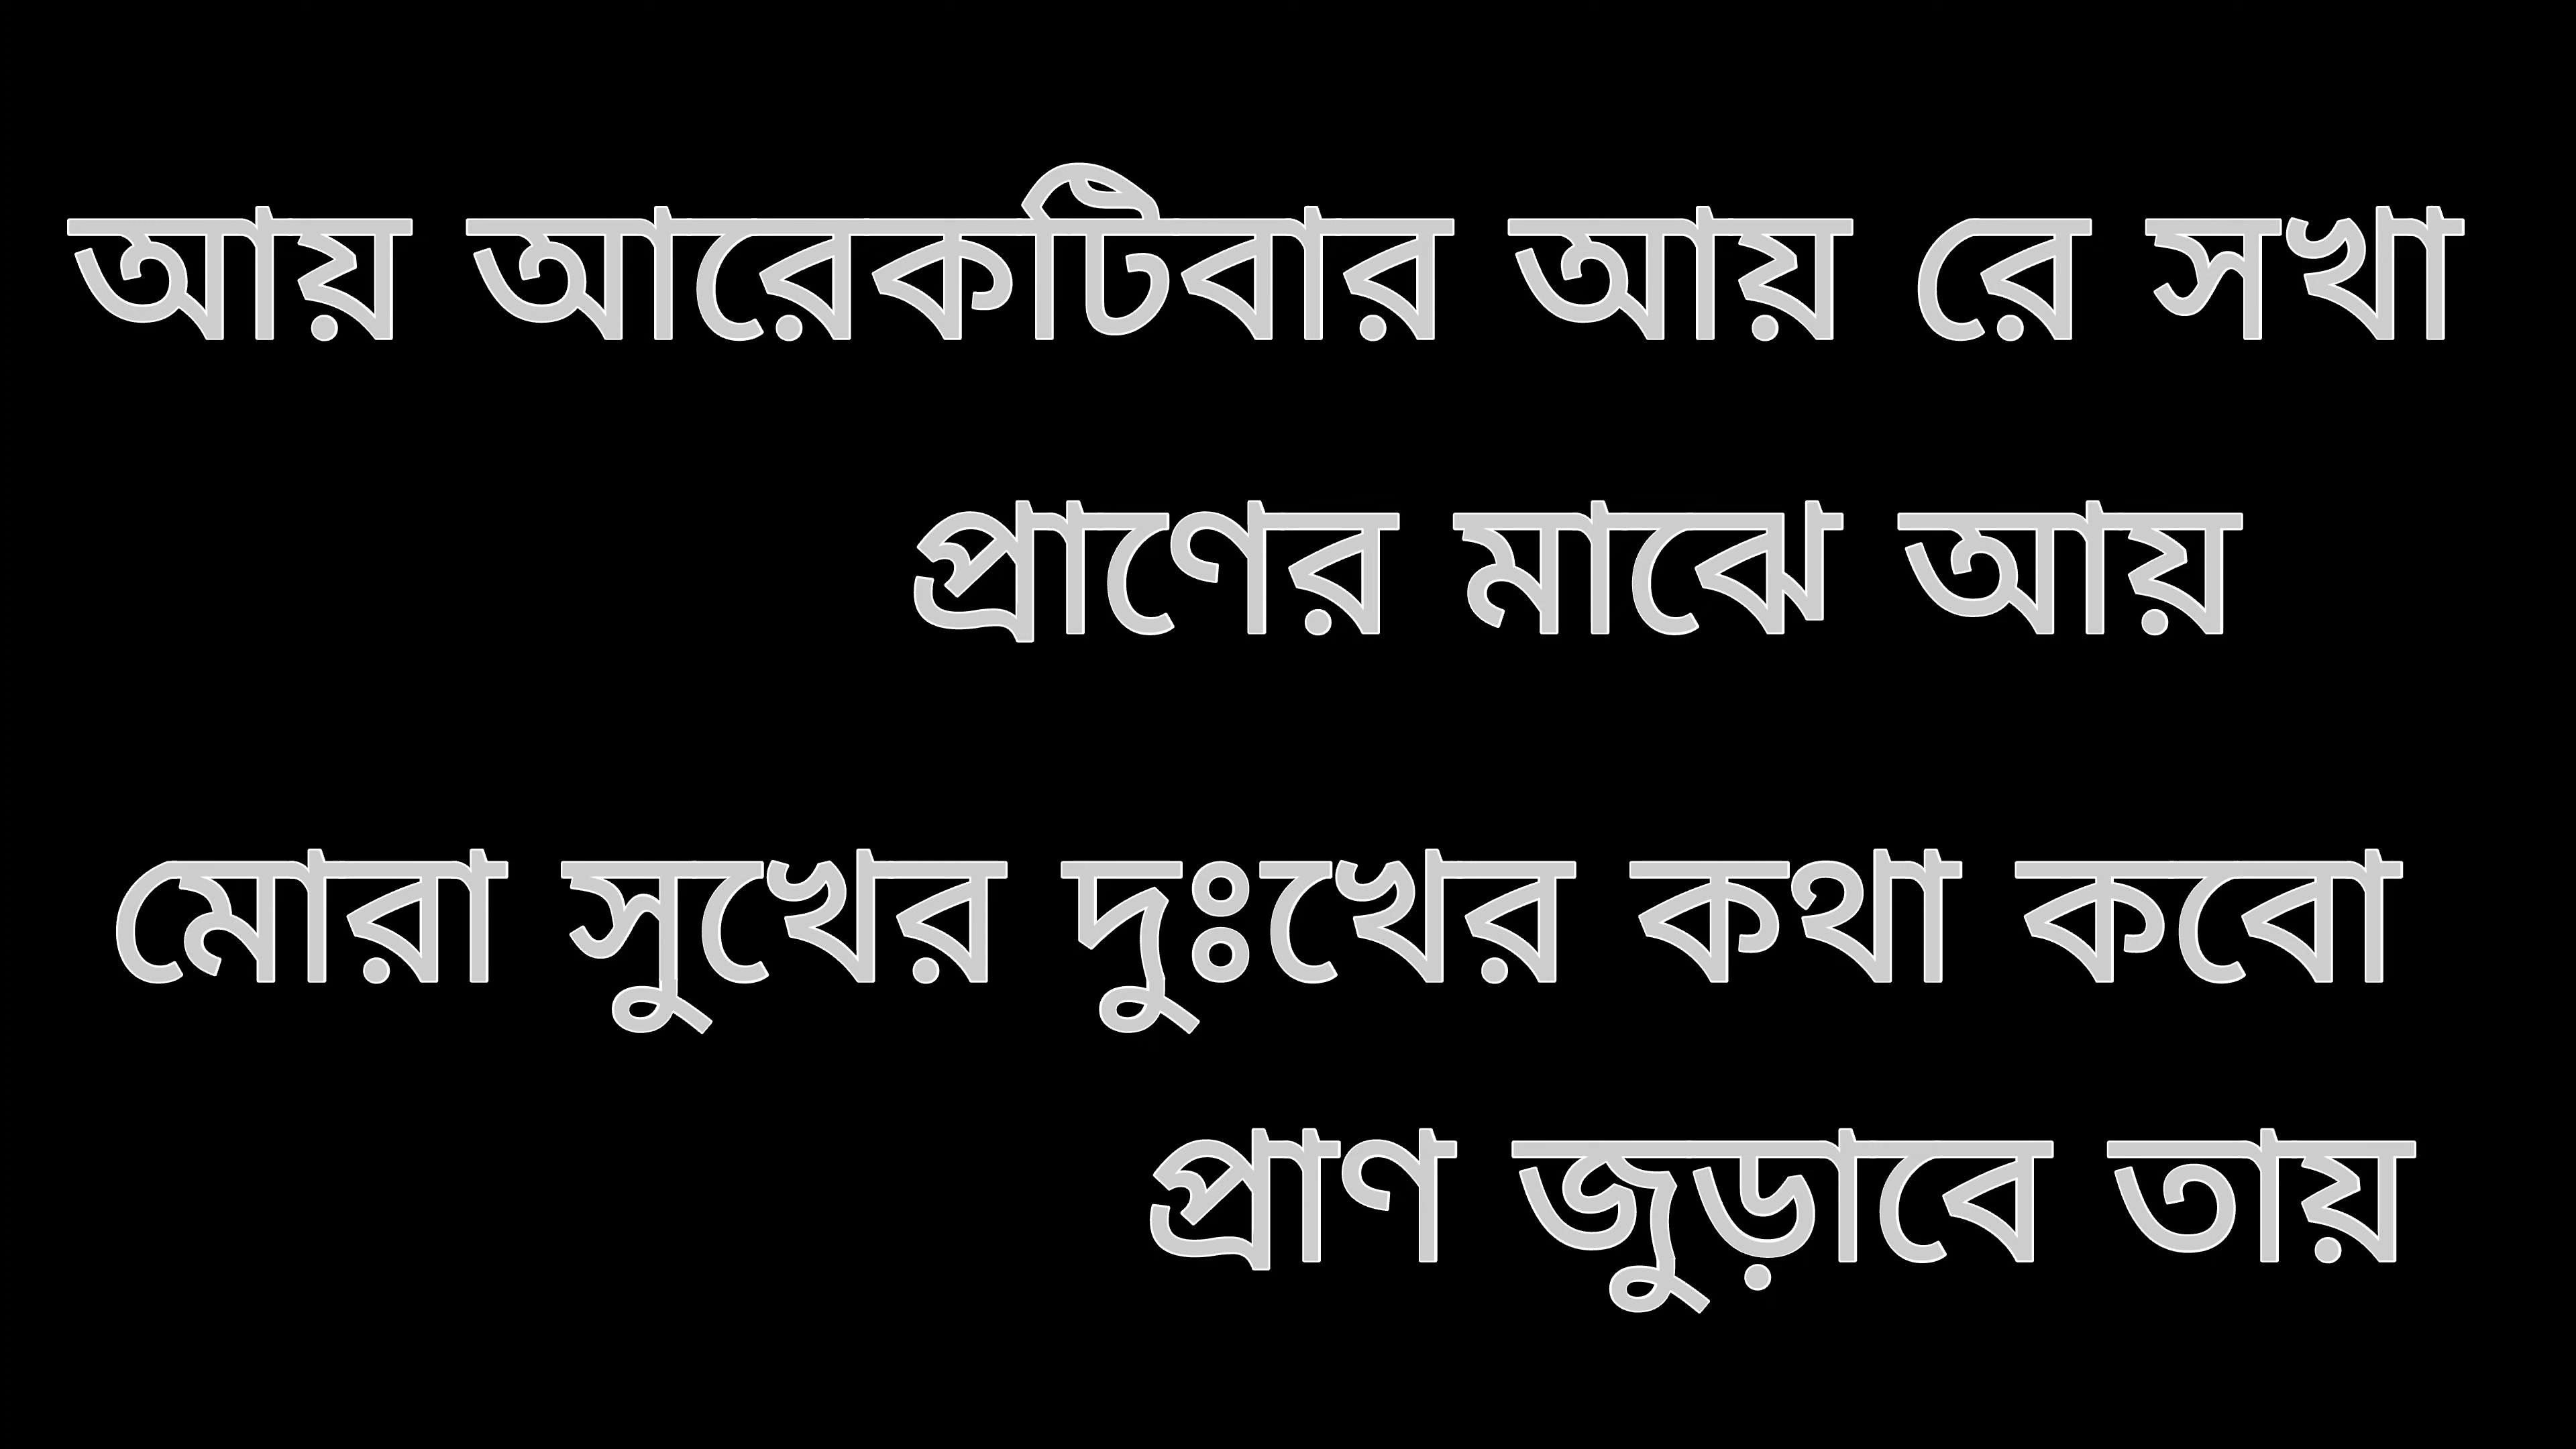 আয় আরেকটিবার আয় রে সখা
প্রাণের মাঝে আয়
মোরা সুখের দুঃখের কথা কবো
প্রাণ জুড়াবে তায়